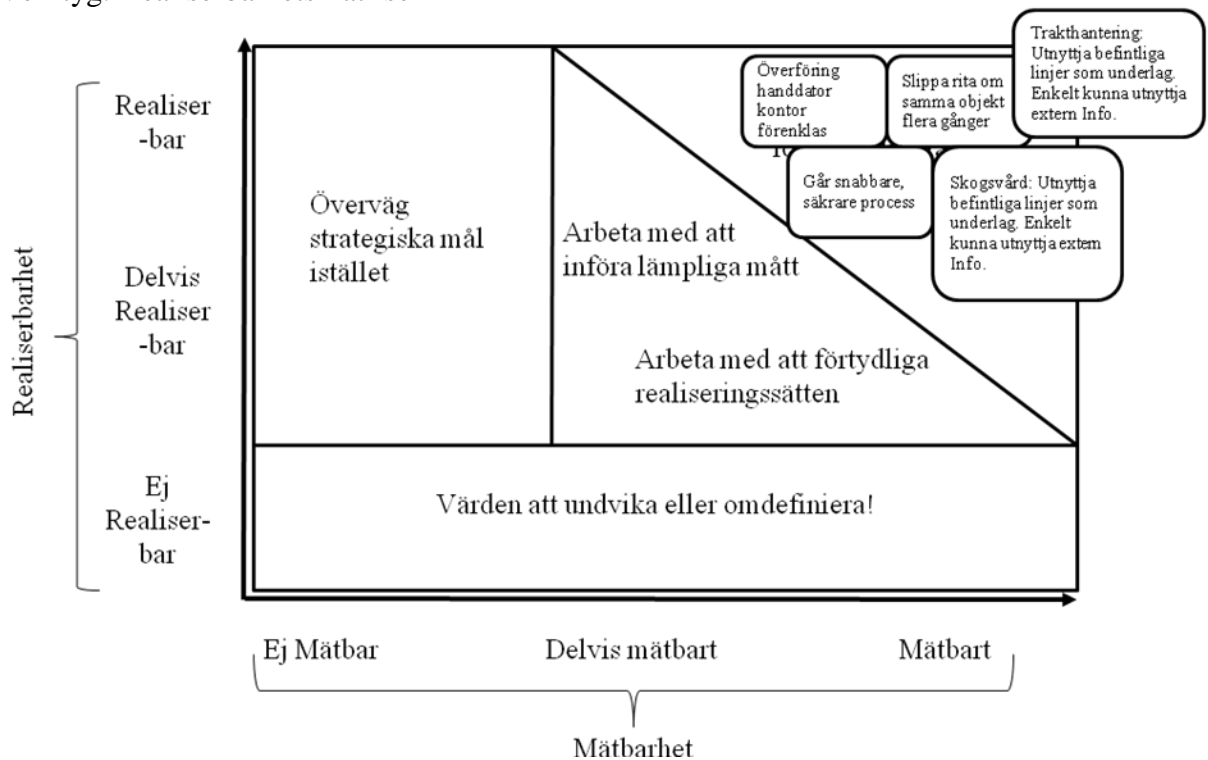 Realiser
-bar
Delvis
Realiser
-bar
Ej
Realiser-
bar
Realiserbarhet
Överväg
strategiska mål
istället
Arbeta med att
införa lämpliga mått
Arbeta med att förtydliga
realiseringssätten
Värden att undvika eller omdefiniera!
Överföring
handdator
kontor
förenklas
Slippa rita om
samma objekt
flera gånger
Trakthantering:
Utnyttja befintliga
linjer som underlag.
Enkelt kunna utnyttja
extern Info.
Går snabbare,
säkrare process
Skogsvård: Utnyttja
befintliga linjer som
underlag. Enkelt
kunna utnyttja extern
Info.
Ej Mätbar
Delvis mätbart
Mätbart
Mätbarhet